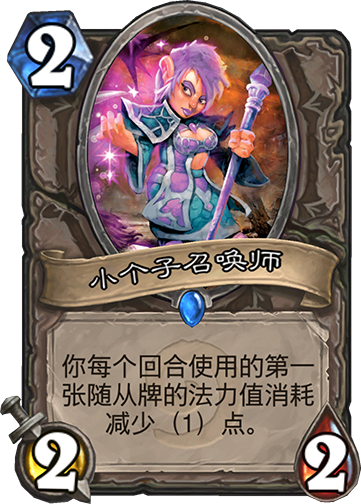 2
小个子召唤师
你每个回合使用的第一
张随从牌的法力值消耗
减少（1）点。
2
2